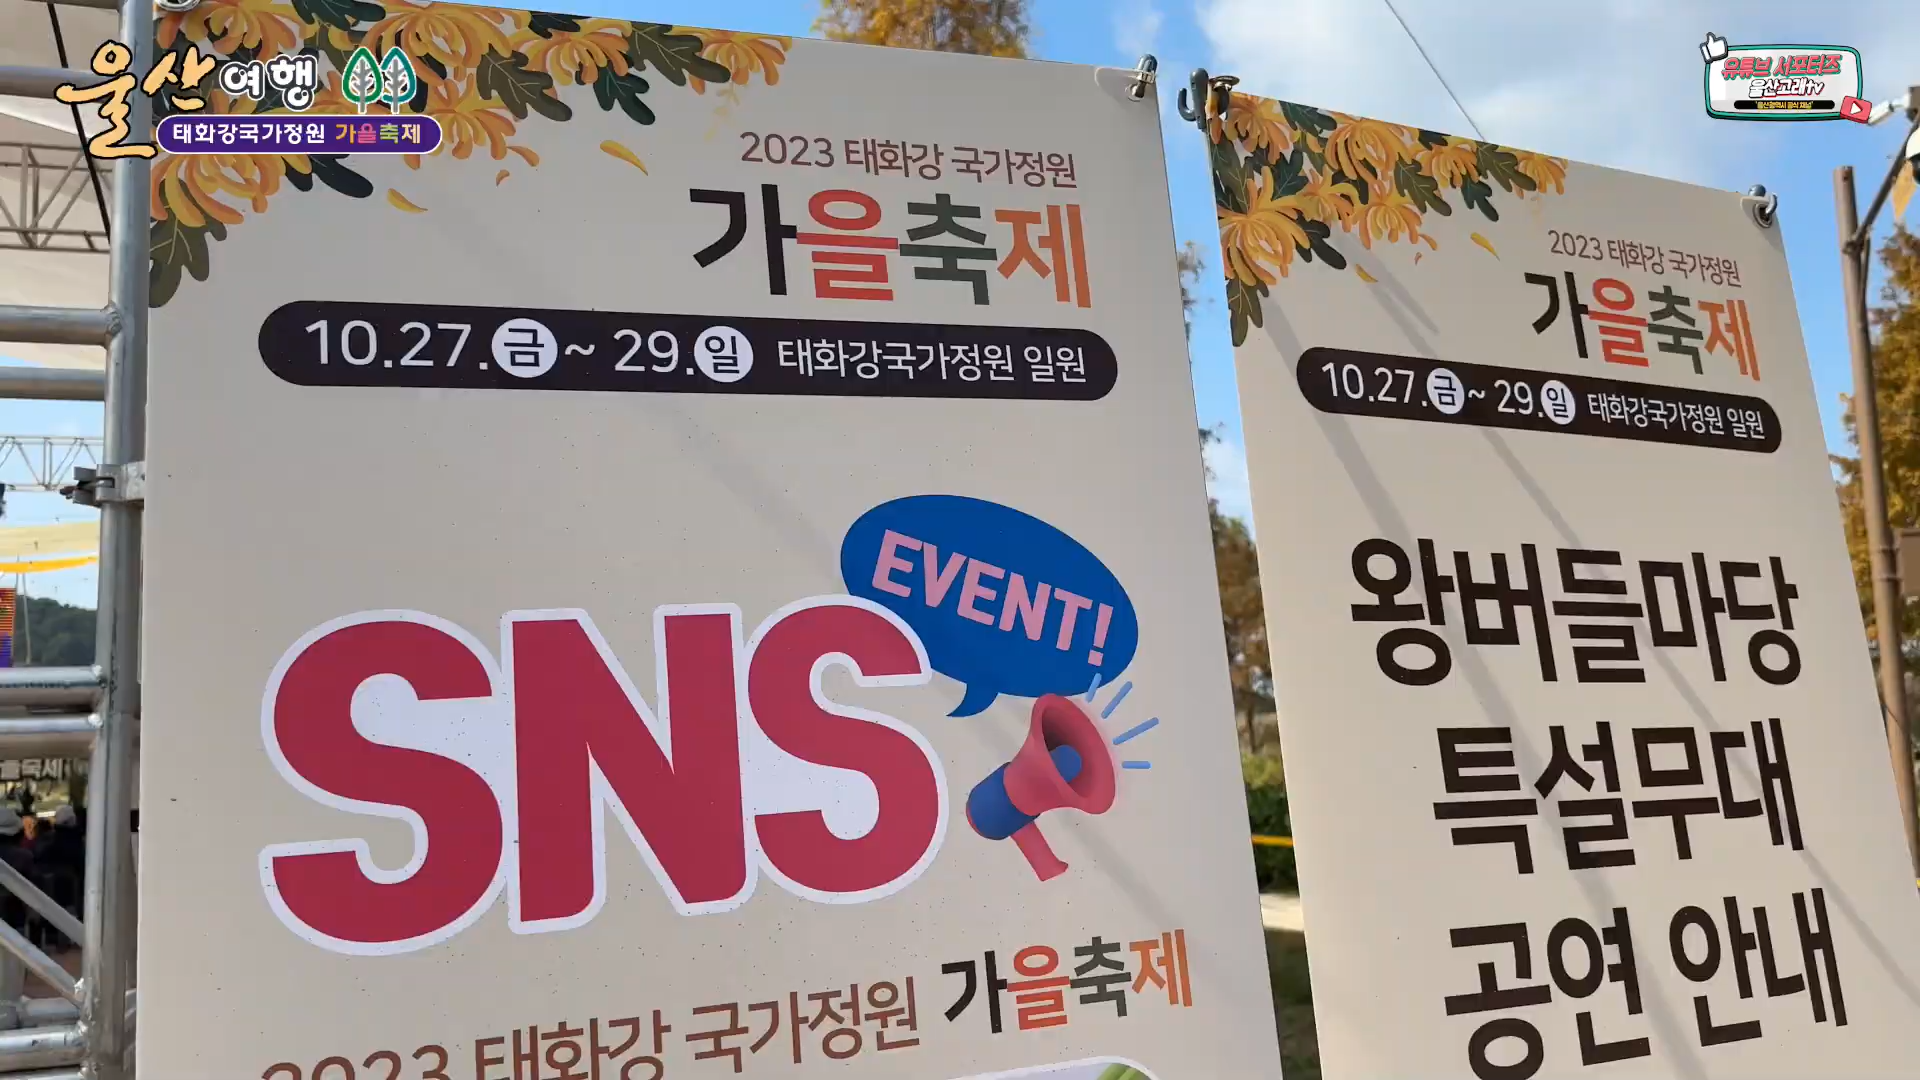 울산 여행
태화강국가정원 가을축제
유튜브 서포터즈
울산고래tv
2023 태화강 국가정원
가을축제
10.27.금~ 29.일 태화강국가정원 일원
EVENT!
SNS
2023 태화강 국가정원 가을축제
2023 태화강 국가정원
가을축제
10.27.금~ 29.일 태화강국가정원 일원
왕버들마당
특설무대
공연 안내